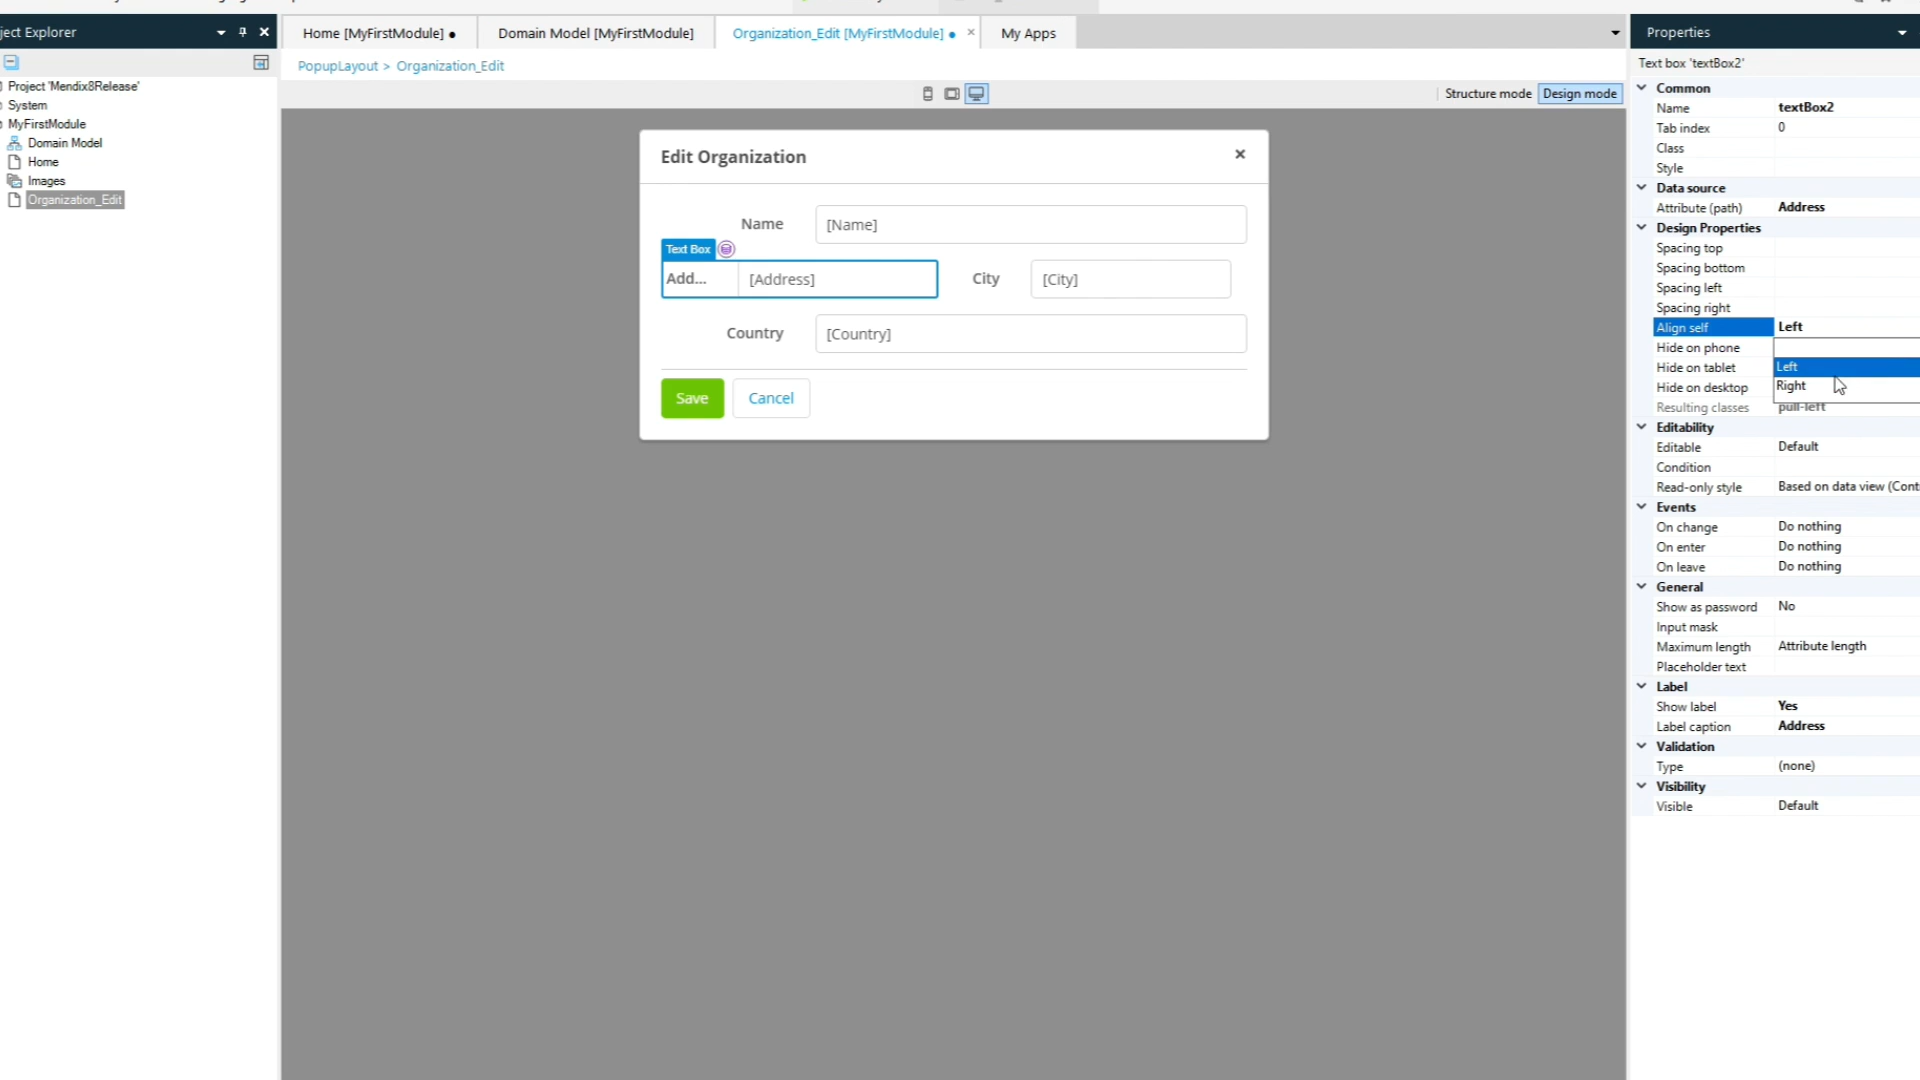 ject Explorer
Project 'Mendix8Release'
System
MyFirstModule
Domain Model
Home
Images
Organization_Edit
Home [MyFirstModule] ●
Domain Model [MyFirstModule]
Organization_Edit [MyFirstModule] ● ×
My Apps
PopupLayout > Organization_Edit
Structure mode
Design mode
Edit Organization
×
Name
[Name]
Text Box
Add...
[Address]
City
[City]
Country
[Country]
Save
Cancel
Properties
Text box 'textBox2'
Common
Name textBox2
Tab index 0
Class
Style
Data source
Attribute (path) Address
Design Properties
Spacing top
Spacing bottom
Spacing left
Spacing right
Align self Left
Hide on phone
Hide on tablet Left
Hide on desktop Right
Resulting classes pull-left
Editability
Editable Default
Condition
Read-only style Based on data view (Cont
Events
On change Do nothing
On enter Do nothing
On leave Do nothing
General
Show as password No
Input mask
Maximum length Attribute length
Placeholder text
Label
Show label Yes
Label caption Address
Validation
Type (none)
Visibility
Visible Default